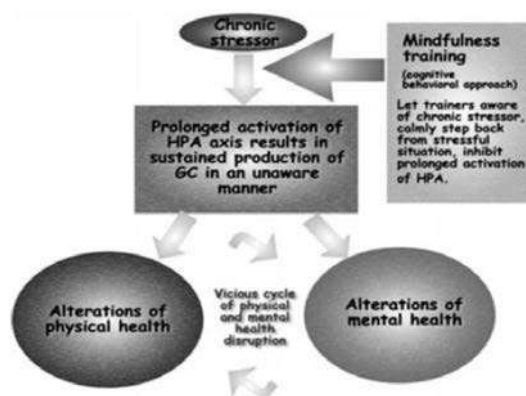 Chronic
stressor
Mindfulness
training
(cognitive
behavioral approach)
Let trainers aware
of chronic stressor,
calmly step back
from stressful
situation, inhibit
prolonged activation
of HPA.
Prolonged activation of
HPA axis results in
sustained production of
GC in an unaware
manner
Alterations of
physical health
Vicious cycle
of physical
and mental
health
disruption
Alterations of
mental health